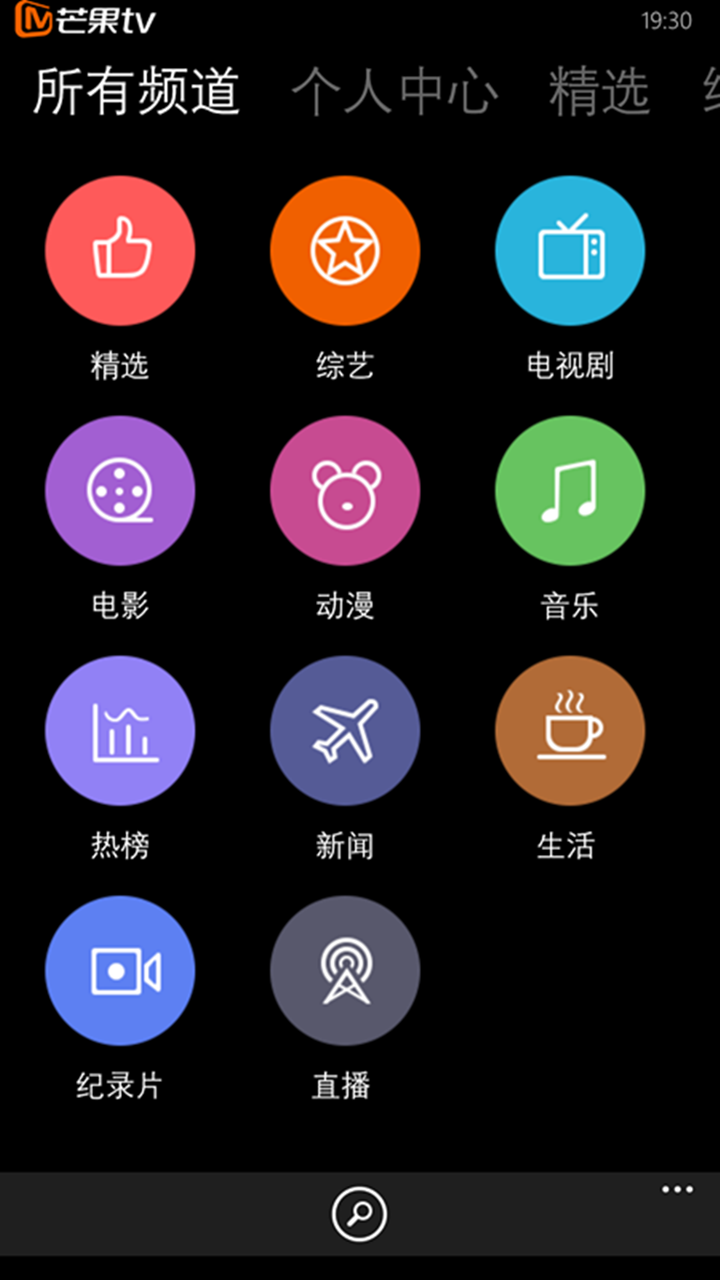 芒果tv
19:30
所有频道 个人中心 精选
精选 综艺 电视剧
电影 动漫 音乐
热榜 新闻 生活
纪录片 直播